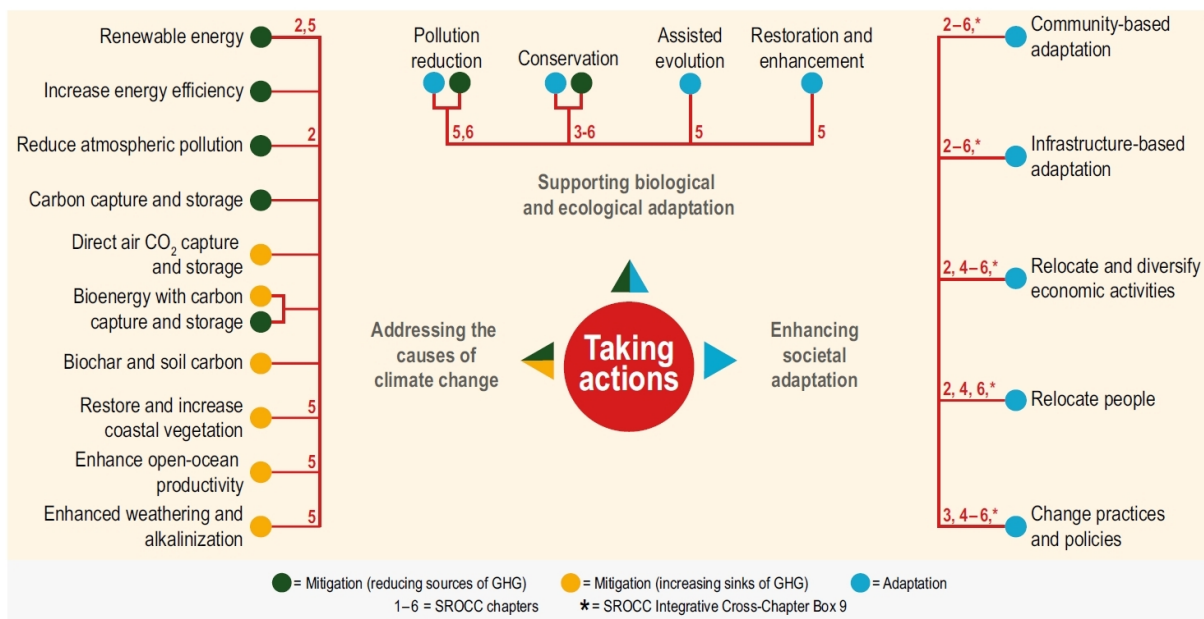 Renewable energy
2,5
Increase energy efficiency
Reduce atmospheric pollution
2
Carbon capture and storage
Direct air CO₂ capture
and storage
Bioenergy with carbon
capture and storage
Biochar and soil carbon
Restore and increase
coastal vegetation
5
Enhance open-ocean
productivity
5
Enhanced weathering and
alkalinization
5
Addressing the
causes of
climate change
Pollution
reduction
5,6
Conservation
3-6
Assisted
evolution
5
Restoration and
enhancement
5
Supporting biological
and ecological adaptation
Taking
actions
Enhancing
societal
adaptation
2–6,*
Community-based
adaptation
2–6,*
Infrastructure-based
adaptation
2, 4–6,*
Relocate and diversify
economic activities
2, 4, 6,*
Relocate people
3, 4–6,*
Change practices
and policies
= Mitigation (reducing sources of GHG)
= Mitigation (increasing sinks of GHG)
= Adaptation
1–6 = SROCC chapters
* = SROCC Integrative Cross-Chapter Box 9